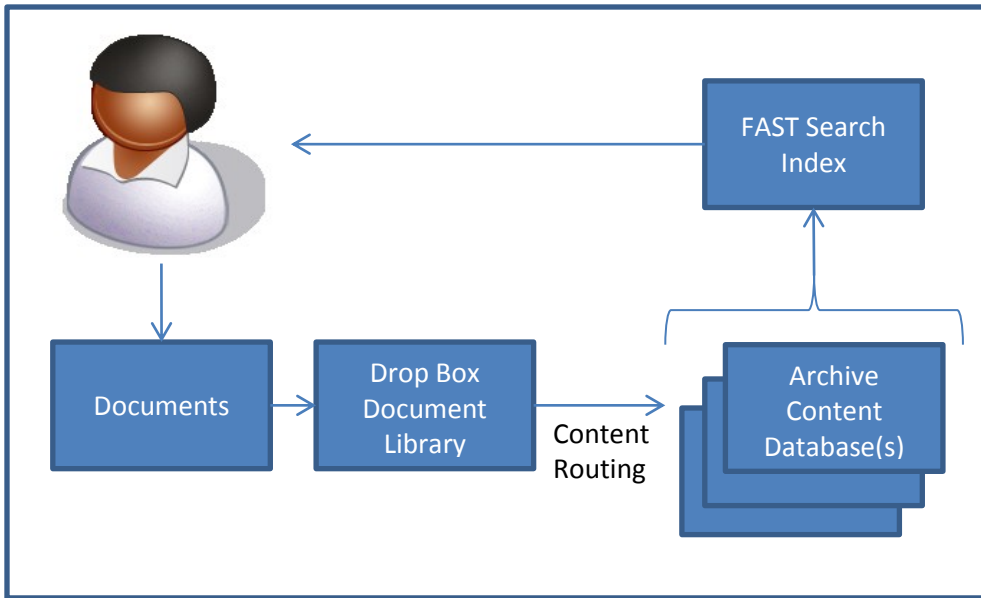 FAST Search
Index
Documents
Drop Box
Document
Library
Content
Routing
Archive
Content
Database(s)